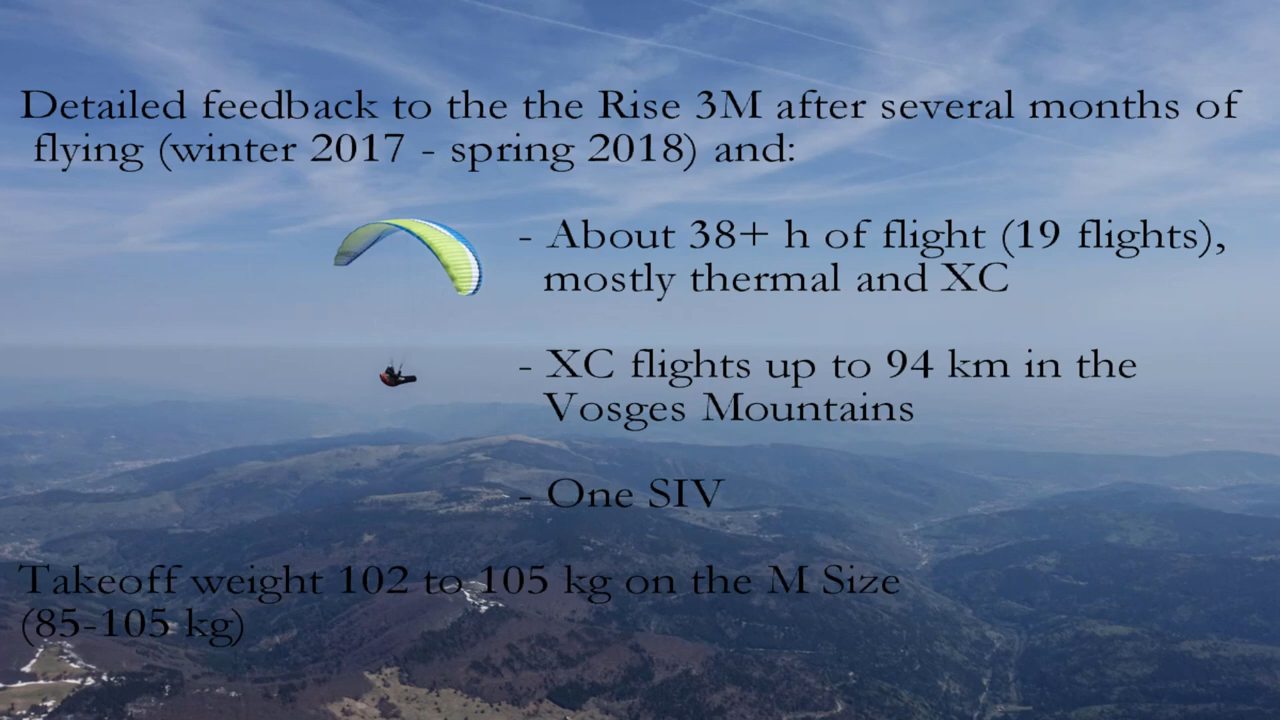 Detailed feedback to the the Rise 3M after several months of
flying (winter 2017 - spring 2018) and:
- About 38+ h of flight (19 flights),
mostly thermal and XC
- XC flights up to 94 km in the
Vosges Mountains
- One SIV
Takeoff weight 102 to 105 kg on the M Size
(85-105 kg)